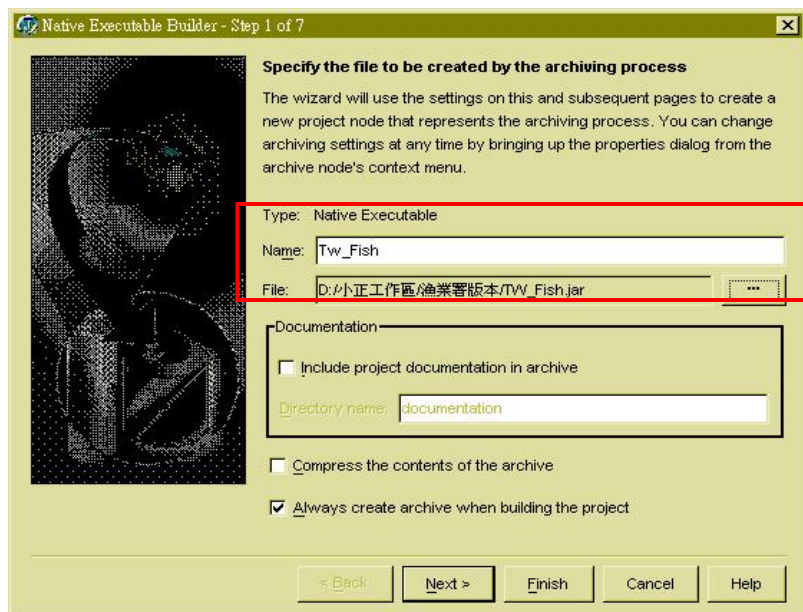 Native Executable Builder - Step 1 of 7
Specify the file to be created by the archiving process
The wizard will use the settings on this and subsequent pages to create a
new project node that represents the archiving process. You can change
archiving settings at any time by bringing up the properties dialog from the
archive node's context menu.
Type: Native Executable
Name: Tw_Fish
File: D:/小正工作區/漁業署版本/TW_Fish.jar ...
Documentation
Include project documentation in archive
Directory name: documentation
Compress the contents of the archive
Always create archive when building the project
< Back Next > Finish Cancel Help